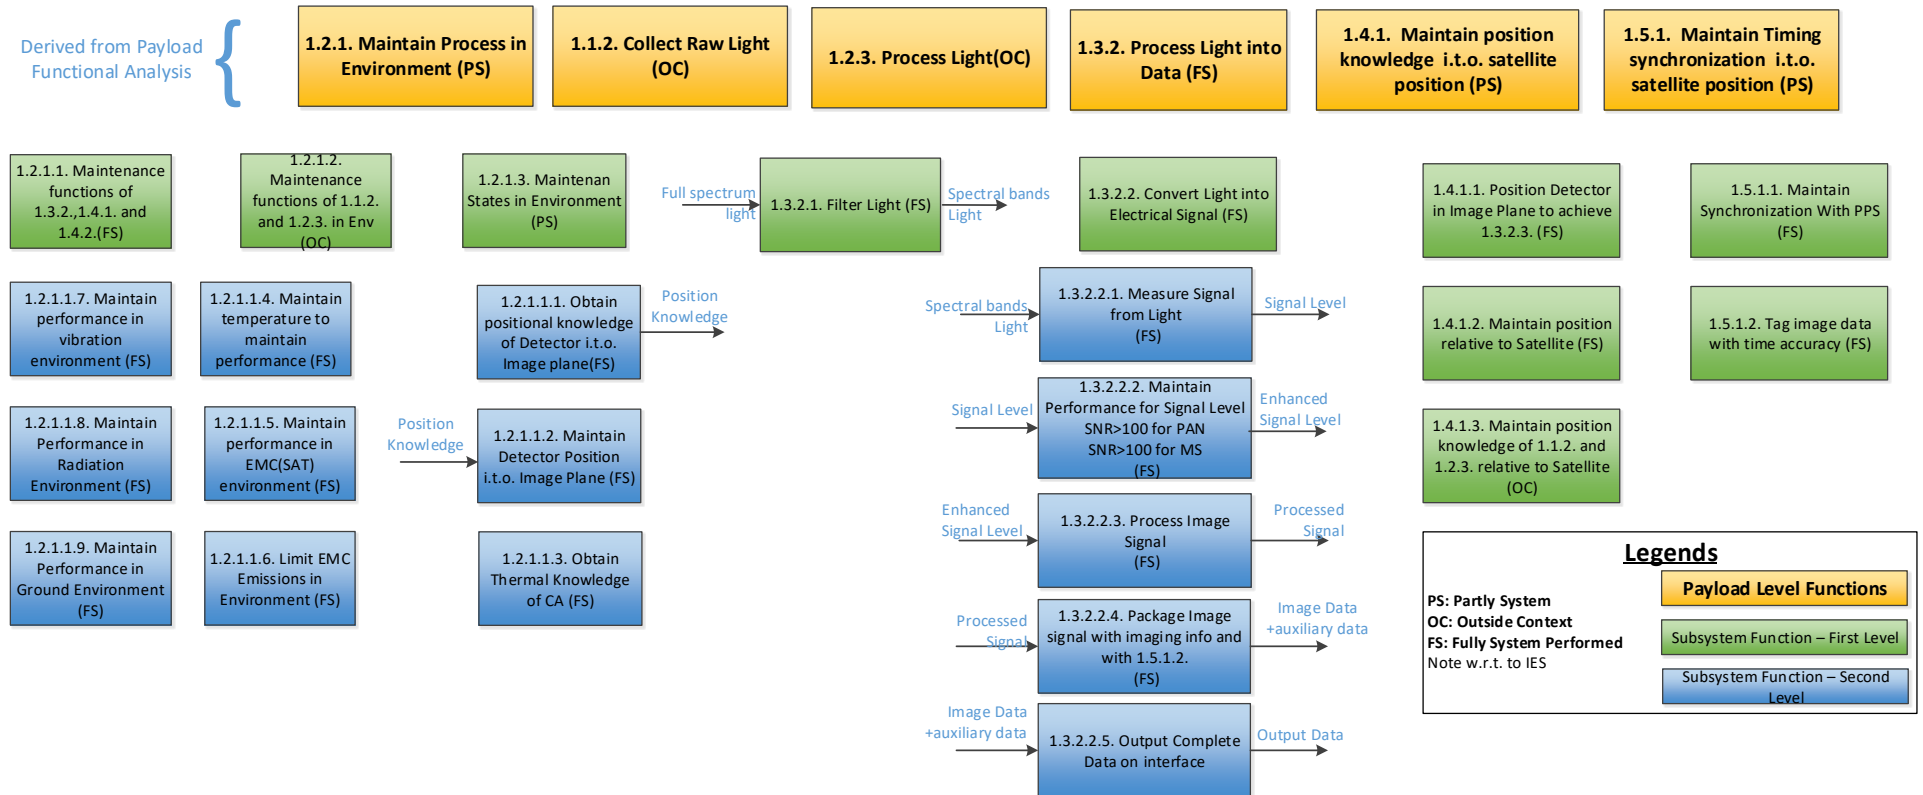 Derived from Payload
Functional Analysis
1.2.1. Maintain Process in
Environment (PS)
1.1.2. Collect Raw Light
(OC)
1.2.3. Process Light(OC)
1.3.2. Process Light into
Data (FS)
1.4.1. Maintain position
knowledge i.t.o. satellite
position (PS)
1.5.1. Maintain Timing
synchronization i.t.o.
satellite position (PS)
1.2.1.1. Maintenance
functions of
1.3.2.,1.4.1. and
1.4.2.(FS)
1.2.1.2.
Maintenance
functions of 1.1.2.
and 1.2.3. in Env
(OC)
1.2.1.3. Maintenan
States in Environment
(PS)
Full spectrum
light
1.3.2.1. Filter Light (FS)
Spectral bands
Light
1.3.2.2. Convert Light into
Electrical Signal (FS)
1.4.1.1. Position Detector
in Image Plane to achieve
1.3.2.3. (FS)
1.5.1.1. Maintain
Synchronization With PPS
(FS)
1.2.1.1.7. Maintain
performance in
vibration
environment (FS)
1.2.1.1.4. Maintain
temperature to
maintain
performance (FS)
1.2.1.1.1. Obtain
positional knowledge
of Detector i.t.o.
Image plane(FS)
Position
Knowledge
Spectral bands
Light
1.3.2.2.1. Measure Signal
from Light
(FS)
Signal Level
1.4.1.2. Maintain position
relative to Satellite (FS)
1.5.1.2. Tag image data
with time accuracy (FS)
1.2.1.1.8. Maintain
Performance in
Radiation
Environment (FS)
1.2.1.1.5. Maintain
performance in
EMC(SAT)
environment (FS)
Position
Knowledge
1.2.1.1.2. Maintain
Detector Position
i.t.o. Image Plane (FS)
Signal Level
1.3.2.2.2. Maintain
Performance for Signal Level
SNR>100 for PAN
SNR>100 for MS
(FS)
Enhanced
Signal Level
1.4.1.3. Maintain position
knowledge of 1.1.2. and
1.2.3. relative to Satellite
(OC)
1.2.1.1.9. Maintain
Performance in
Ground Environment
(FS)
1.2.1.1.6. Limit EMC
Emissions in
Environment (FS)
1.2.1.1.3. Obtain
Thermal Knowledge
of CA (FS)
Enhanced
Signal Level
1.3.2.2.3. Process Image
Signal
(FS)
Processed
Signal
Processed
Signal
1.3.2.2.4. Package Image
signal with imaging info and
with 1.5.1.2.
(FS)
Image Data
+auxiliary data
Image Data
+auxiliary data
1.3.2.2.5. Output Complete
Data on interface
Output Data
Legends
PS: Partly System
OC: Outside Context
FS: Fully System Performed
Note w.r.t. to IES
Payload Level Functions
Subsystem Function – First Level
Subsystem Function – Second
Level